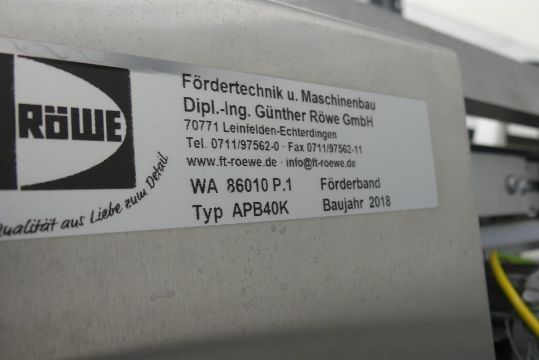 RÖWE
Qualität aus Liebe zum Detail
Fördertechnik u. Maschinenbau
Dipl.-Ing. Günther Röwe GmbH
70771 Leinfelden-Echterdingen
Tel. 0711/97562-0 · Fax 0711/97562-11
www.ft-roewe.de · info@ft-roewe.de
WA 86010 P.1 Förderband
Typ APB40K Baujahr 2018